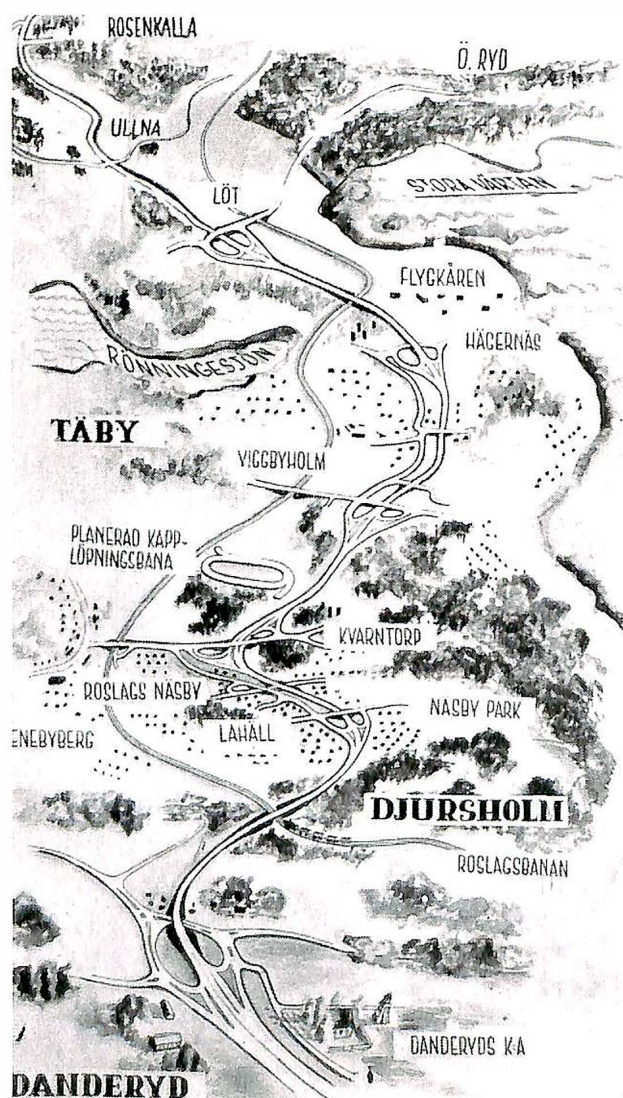 ROSENKALLA
Ö. RYD
ULLNA
STORA VÄRTAN
LÖT
FLYGKÅREN
HÄGERNÄS
RÖNNINGESJÖN
TÄBY
VIGGBYHOLM
PLANERAD KAPP-
LÖPNINGSBANA
KVARNTORP
ROSLAGS NÄSBY
NÄSBY PARK
ENEBYBERG
LAHÄLL
DJURSHOLM
ROSLAGSBANAN
DANDERYDS K:A
DANDERYD